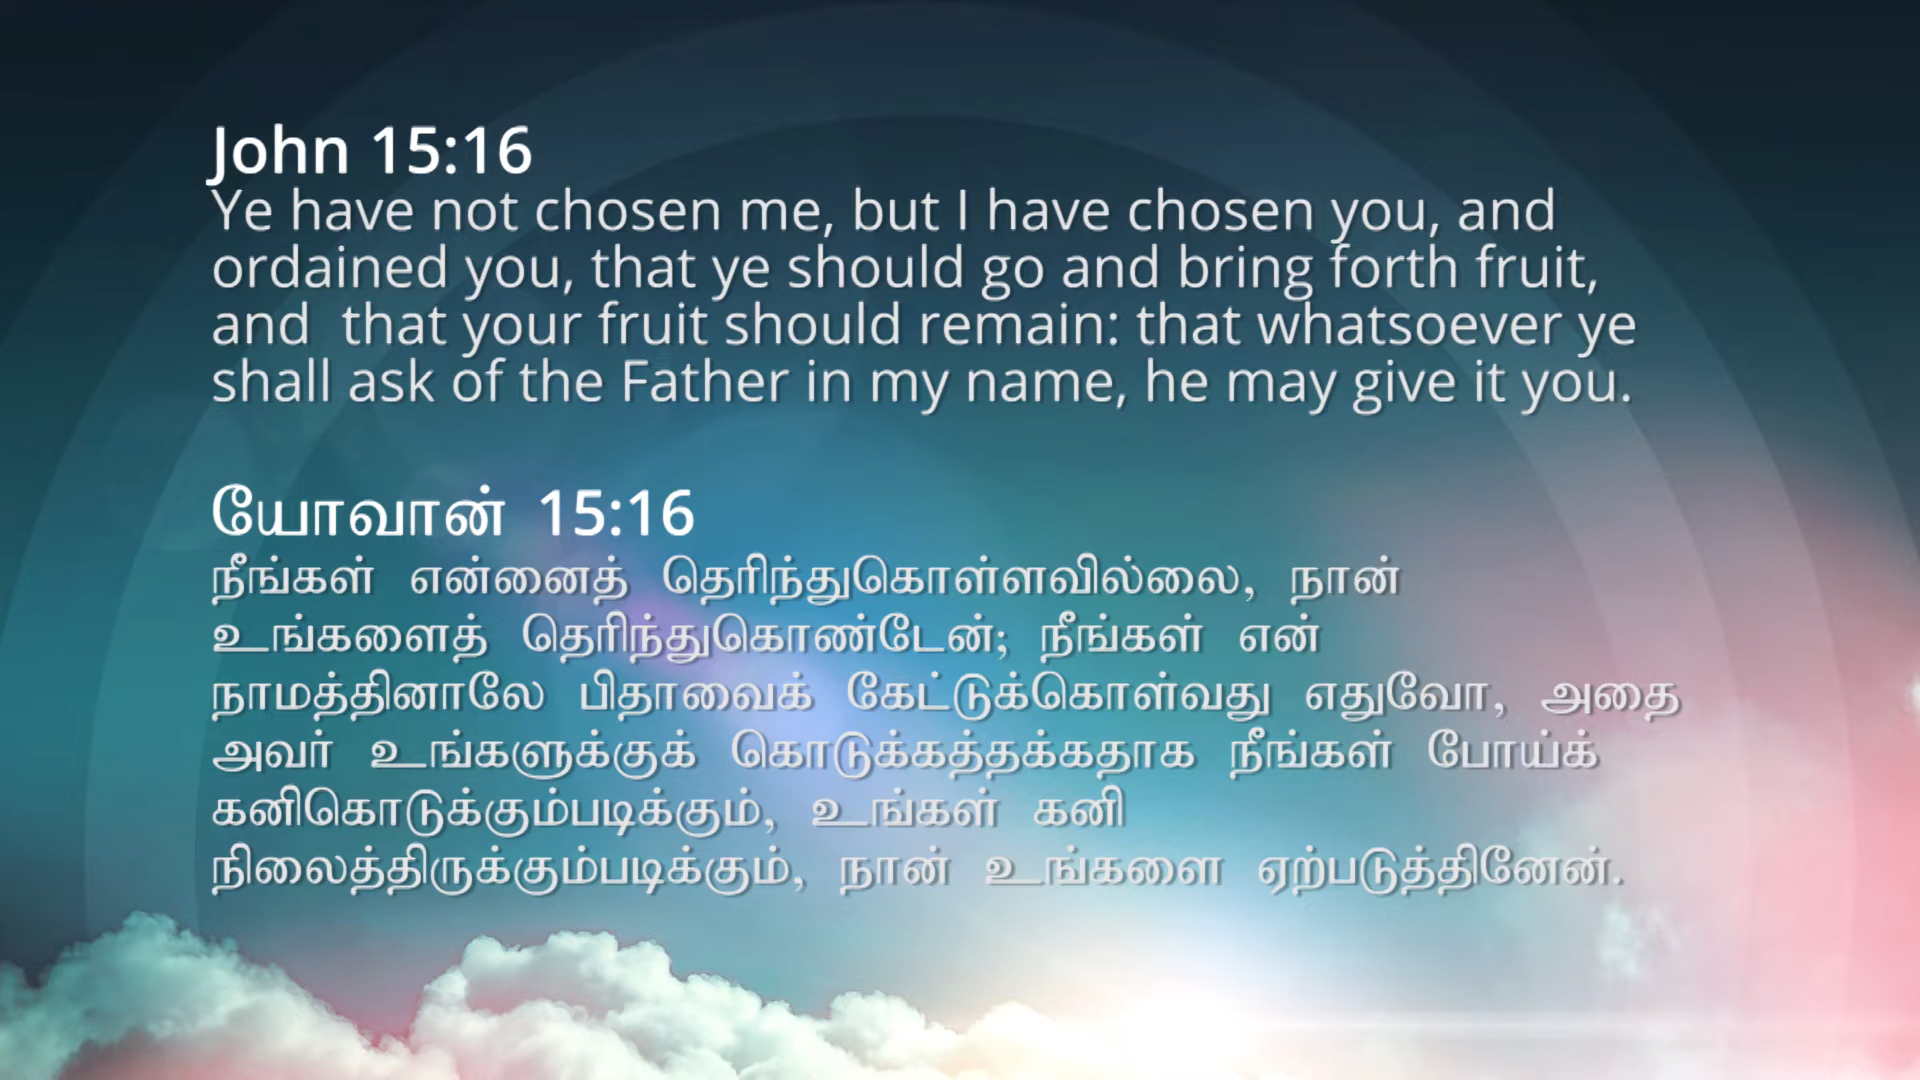 John 15:16
Ye have not chosen me, but I have chosen you, and
ordained you, that ye should go and bring forth fruit,
and  that your fruit should remain: that whatsoever ye
shall ask of the Father in my name, he may give it you.
யோவான் 15:16
நீங்கள் என்னைத் தெரிந்துகொள்ளவில்லை, நான்
உங்களைத் தெரிந்துகொண்டேன்; நீங்கள் என்
நாமத்தினாலே பிதாவைக் கேட்டுக்கொள்வது எதுவோ, அதை
அவர் உங்களுக்குக் கொடுக்கத்தக்கதாக நீங்கள் போய்க்
கனிகொடுக்கும்படிக்கும், உங்கள் கனி
நிலைத்திருக்கும்படிக்கும், நான் உங்களை ஏற்படுத்தினேன்.